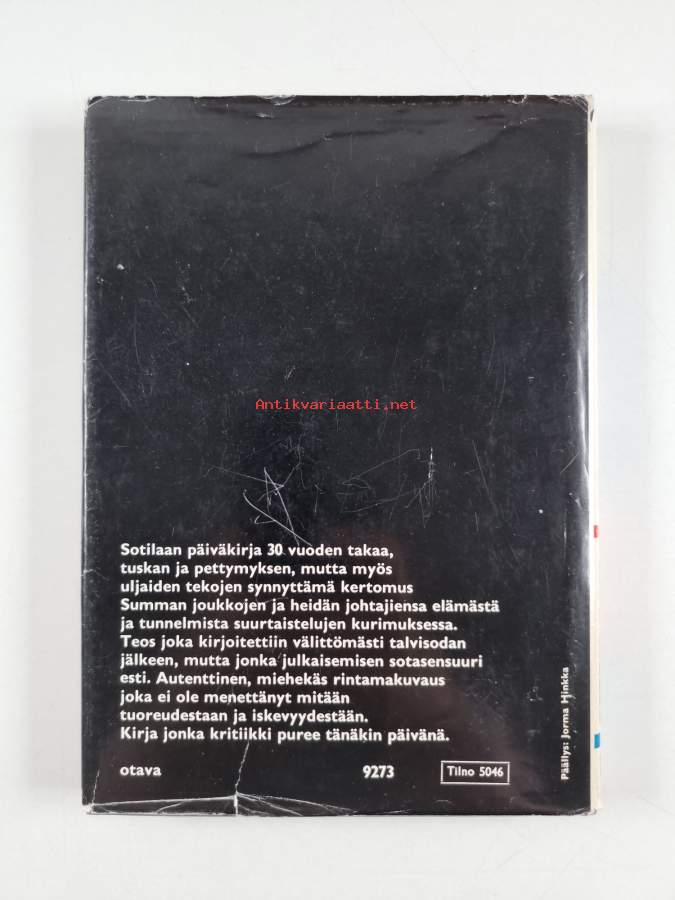 Antikvariaatti.net
Sotilaan päiväkirja 30 vuoden takaa,
tuskan ja pettymyksen, mutta myös
uljaiden tekojen synnyttämä kertomus
Summan joukkojen ja heidän johtajiensa elämästä
ja tunnelmista suurtaistelujen kurimuksessa.
Teos joka kirjoitettiin välittömästi talvisodan
jälkeen, mutta jonka julkaisemisen sotasensuuri
esti. Autenttinen, miehekäs rintamakuvaus
joka ei ole menettänyt mitään
tuoreudestaan ja iskevyydestään.
Kirja jonka kritiikki puree tänäkin päivänä.
otava 9273 Tilno 5046
Päällys: Jorma Hinkka